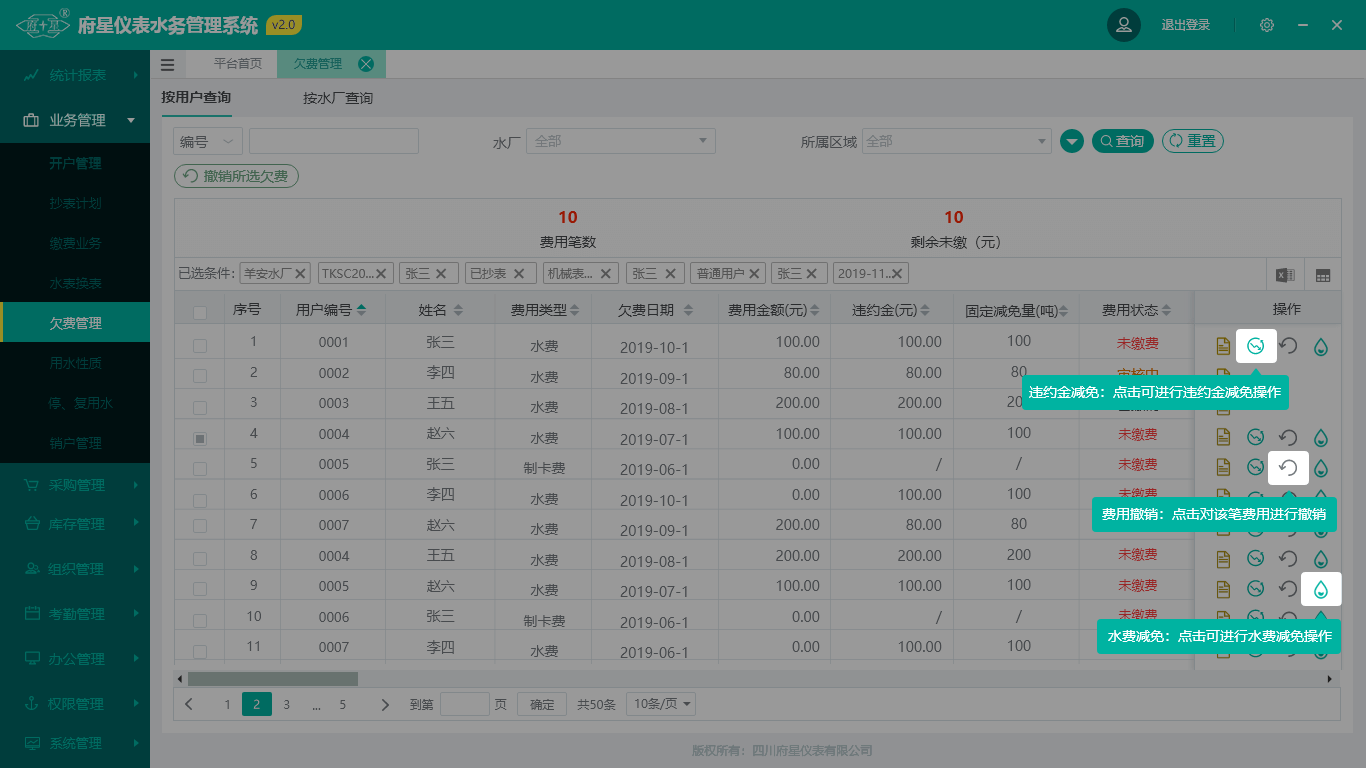 府星仪表水务管理系统 v2.0
退出登录
统计报表
业务管理
开户管理
抄表计划
缴费业务
水表换表
欠费管理
用水性质
停、复用水
销户管理
采购管理
库存管理
组织管理
考勤管理
办公管理
权限管理
系统管理
平台首页 欠费管理
按用户查询 按水厂查询
编号 水厂 全部 所属区域 全部 查询 重置
撤销所选欠费
10 10
费用笔数 剩余未缴（元）
已选条件: 羊安水厂 TKSC20... 张三 已抄表 机械表... 张三 普通用户 张三 2019-11..
序号 用户编号 姓名 费用类型 欠费日期 费用金额(元) 违约金(元) 固定减免量(吨) 费用状态 操作
1 0001 张三 水费 2019-10-1 100.00 100.00 100 未缴费
2 0002 李四 水费 2019-09-1 80.00 80.00 80 审核中
违约金减免：点击可进行违约金减免操作
3 0003 王五 水费 2019-08-1 200.00 200.00
4 0004 赵六 水费 2019-07-1 100.00 100.00 100 未缴费
5 0005 张三 制卡费 2019-06-1 0.00 / / 未缴费
6 0006 李四 水费 2019-10-1 0.00 100.00 100 未缴费
费用撤销：点击对该笔费用进行撤销
7 0007 赵六 水费 2019-09-1 200.00 80.00 80
8 0004 王五 水费 2019-08-1 200.00 200.00 200 未缴费
9 0005 赵六 水费 2019-07-1 100.00 100.00 100 未缴费
10 0006 张三 制卡费 2019-06-1 0.00 / / 未缴费
水费减免：点击可进行水费减免操作
11 0007 李四 水费 2019-06-1 0.00 100.00 100
1 2 3 ... 5 到第 页 确定 共50条 10条/页
版权所有：四川府星仪表有限公司